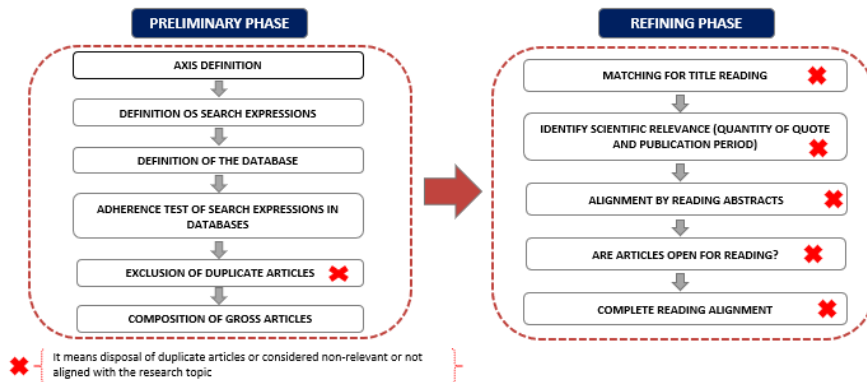 PRELIMINARY PHASE
AXIS DEFINITION
DEFINITION OS SEARCH EXPRESSIONS
DEFINITION OF THE DATABASE
ADHERENCE TEST OF SEARCH EXPRESSIONS IN
DATABASES
EXCLUSION OF DUPLICATE ARTICLES
COMPOSITION OF GROSS ARTICLES
REFINING PHASE
MATCHING FOR TITLE READING
IDENTIFY SCIENTIFIC RELEVANCE (QUANTITY OF QUOTE
AND PUBLICATION PERIOD)
ALIGNMENT BY READING ABSTRACTS
ARE ARTICLES OPEN FOR READING?
COMPLETE READING ALIGNMENT
It means disposal of duplicate articles or considered non-relevant or not
aligned with the research topic